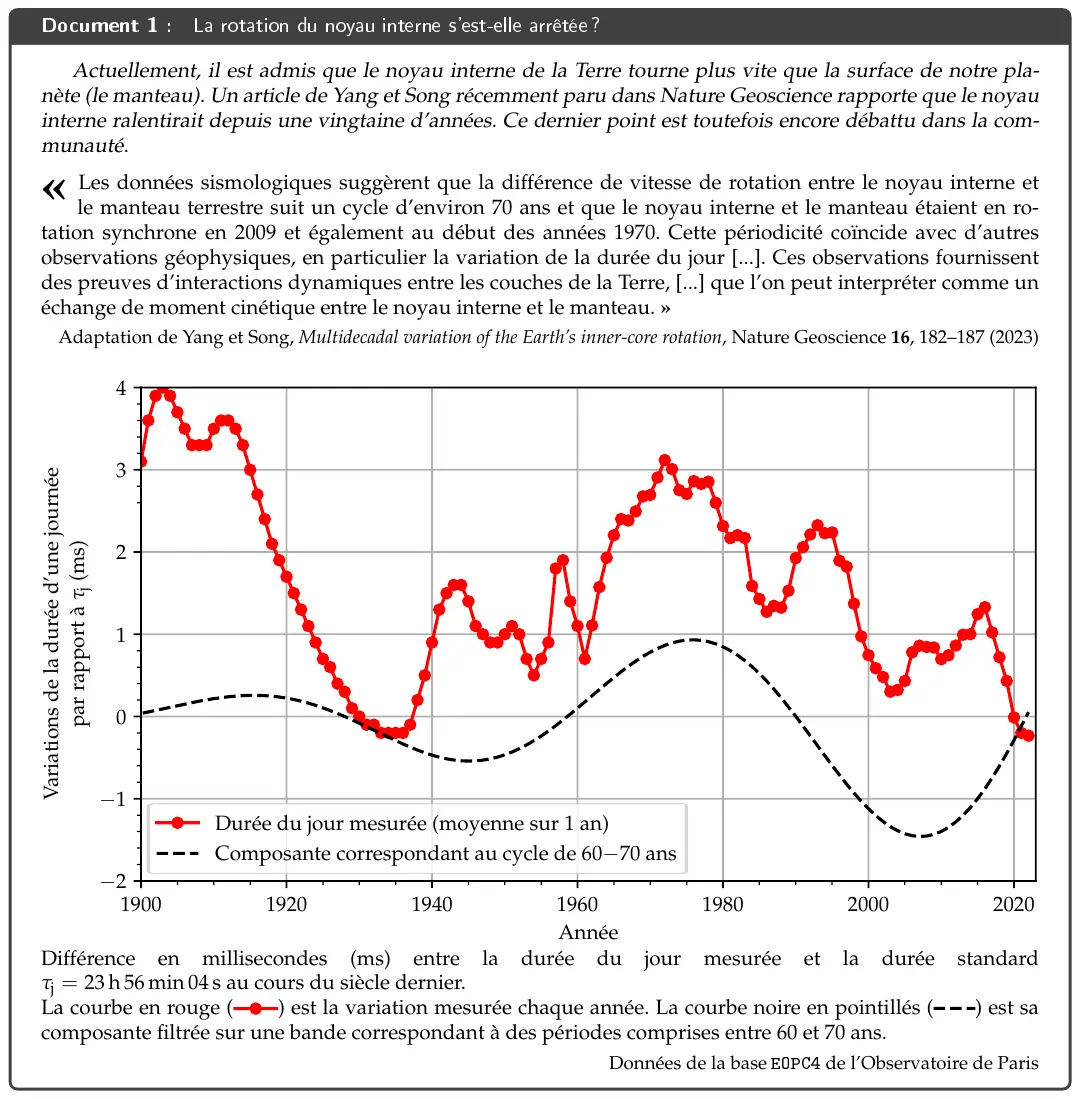 Document 1 : La rotation du noyau interne s'est-elle arrêtée ?
Actuellement, il est admis que le noyau interne de la Terre tourne plus vite que la surface de notre pla-
nète (le manteau). Un article de Yang et Song récemment paru dans Nature Geoscience rapporte que le noyau
interne ralentirait depuis une vingtaine d'années. Ce dernier point est toutefois encore débattu dans la com-
munauté.
« Les données sismologiques suggèrent que la différence de vitesse de rotation entre le noyau interne et
le manteau terrestre suit un cycle d'environ 70 ans et que le noyau interne et le manteau étaient en ro-
tation synchrone en 2009 et également au début des années 1970. Cette périodicité coïncide avec d'autres
observations géophysiques, en particulier la variation de la durée du jour [...]. Ces observations fournissent
des preuves d'interactions dynamiques entre les couches de la Terre, [...] que l'on peut interpréter comme un
échange de moment cinétique entre le noyau interne et le manteau. »
Adaptation de Yang et Song, Multidecadal variation of the Earth's inner-core rotation, Nature Geoscience 16, 182–187 (2023)
Variations de la durée d'une journée
par rapport à τj (ms)
4
3
2
1
0
−1
−2
Durée du jour mesurée (moyenne sur 1 an)
Composante correspondant au cycle de 60−70 ans
1900 1920 1940 1960 1980 2000 2020
Année
Différence en millisecondes (ms) entre la durée du jour mesurée et la durée standard
τj = 23 h 56 min 04 s au cours du siècle dernier.
La courbe en rouge ( ) est la variation mesurée chaque année. La courbe noire en pointillés ( ) est sa
composante filtrée sur une bande correspondant à des périodes comprises entre 60 et 70 ans.
Données de la base EOPC4 de l'Observatoire de Paris